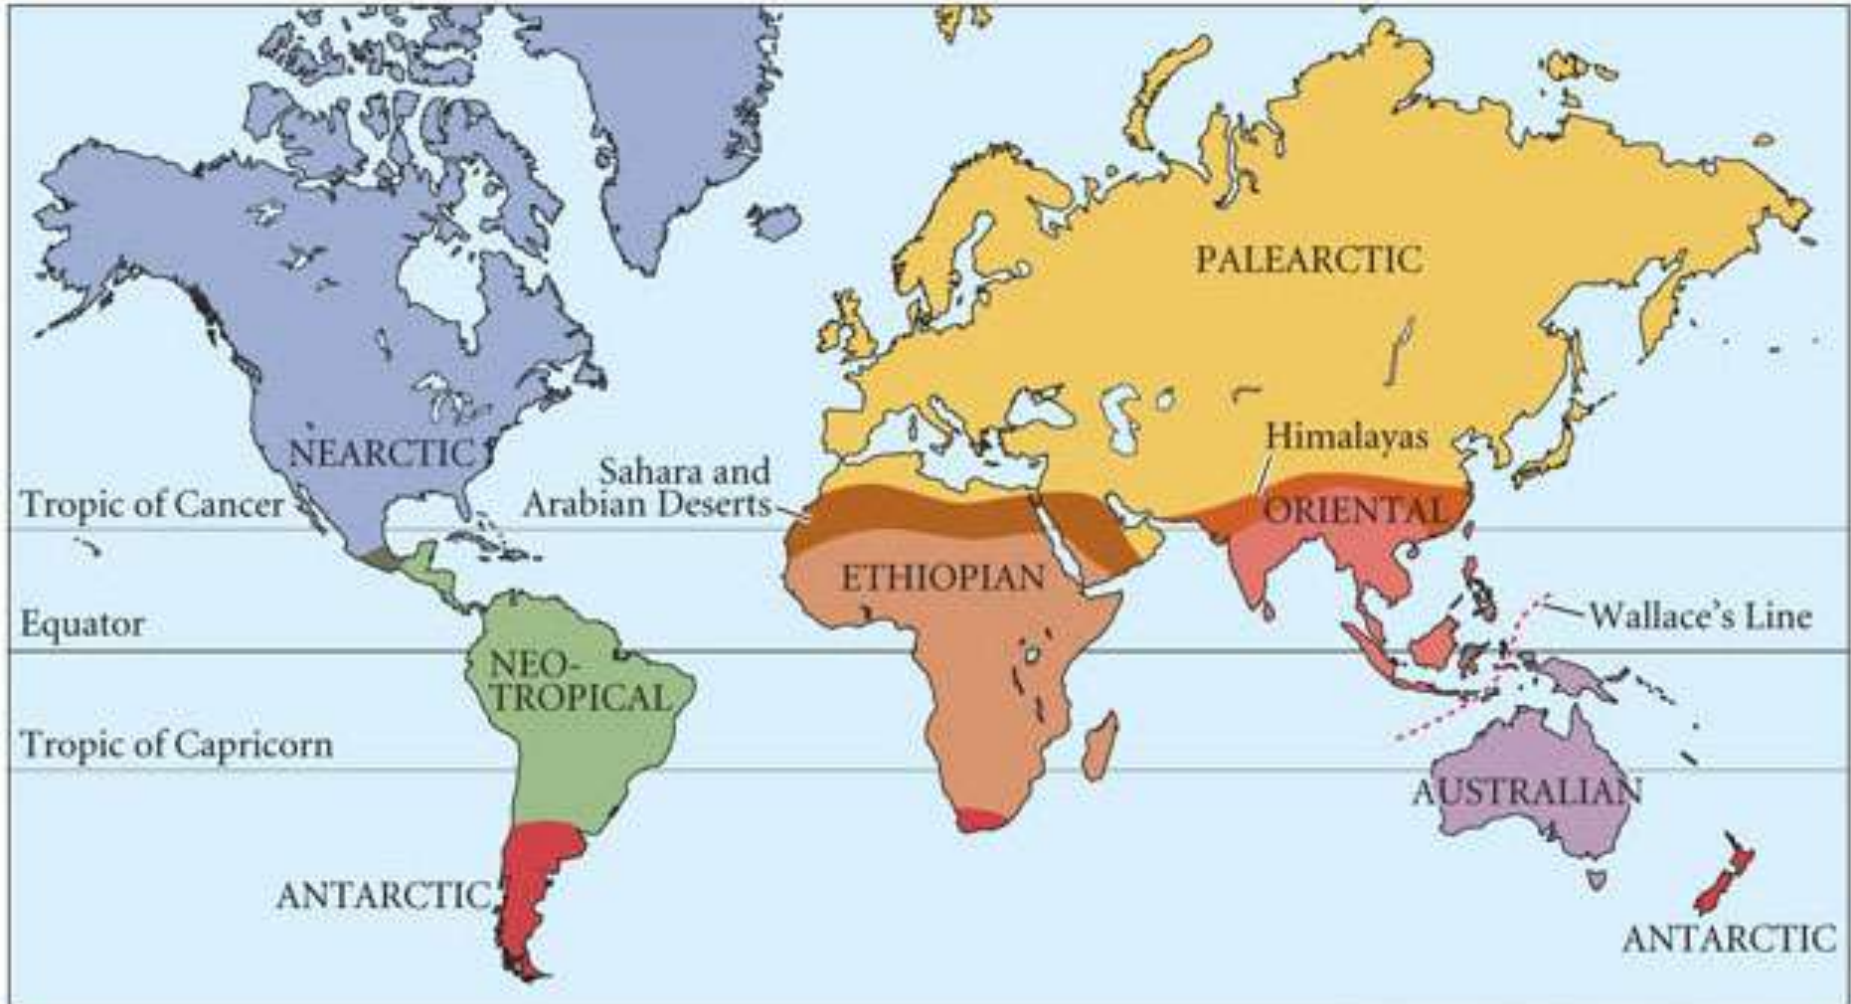 PALEARCTIC
Himalayas
NEARCTIC
Sahara and
Arabian Deserts
Tropic of Cancer
ORIENTAL
ETHIOPIAN
Equator
Wallace's Line
NEO-
TROPICAL
Tropic of Capricorn
AUSTRALIAN
ANTARCTIC
ANTARCTIC